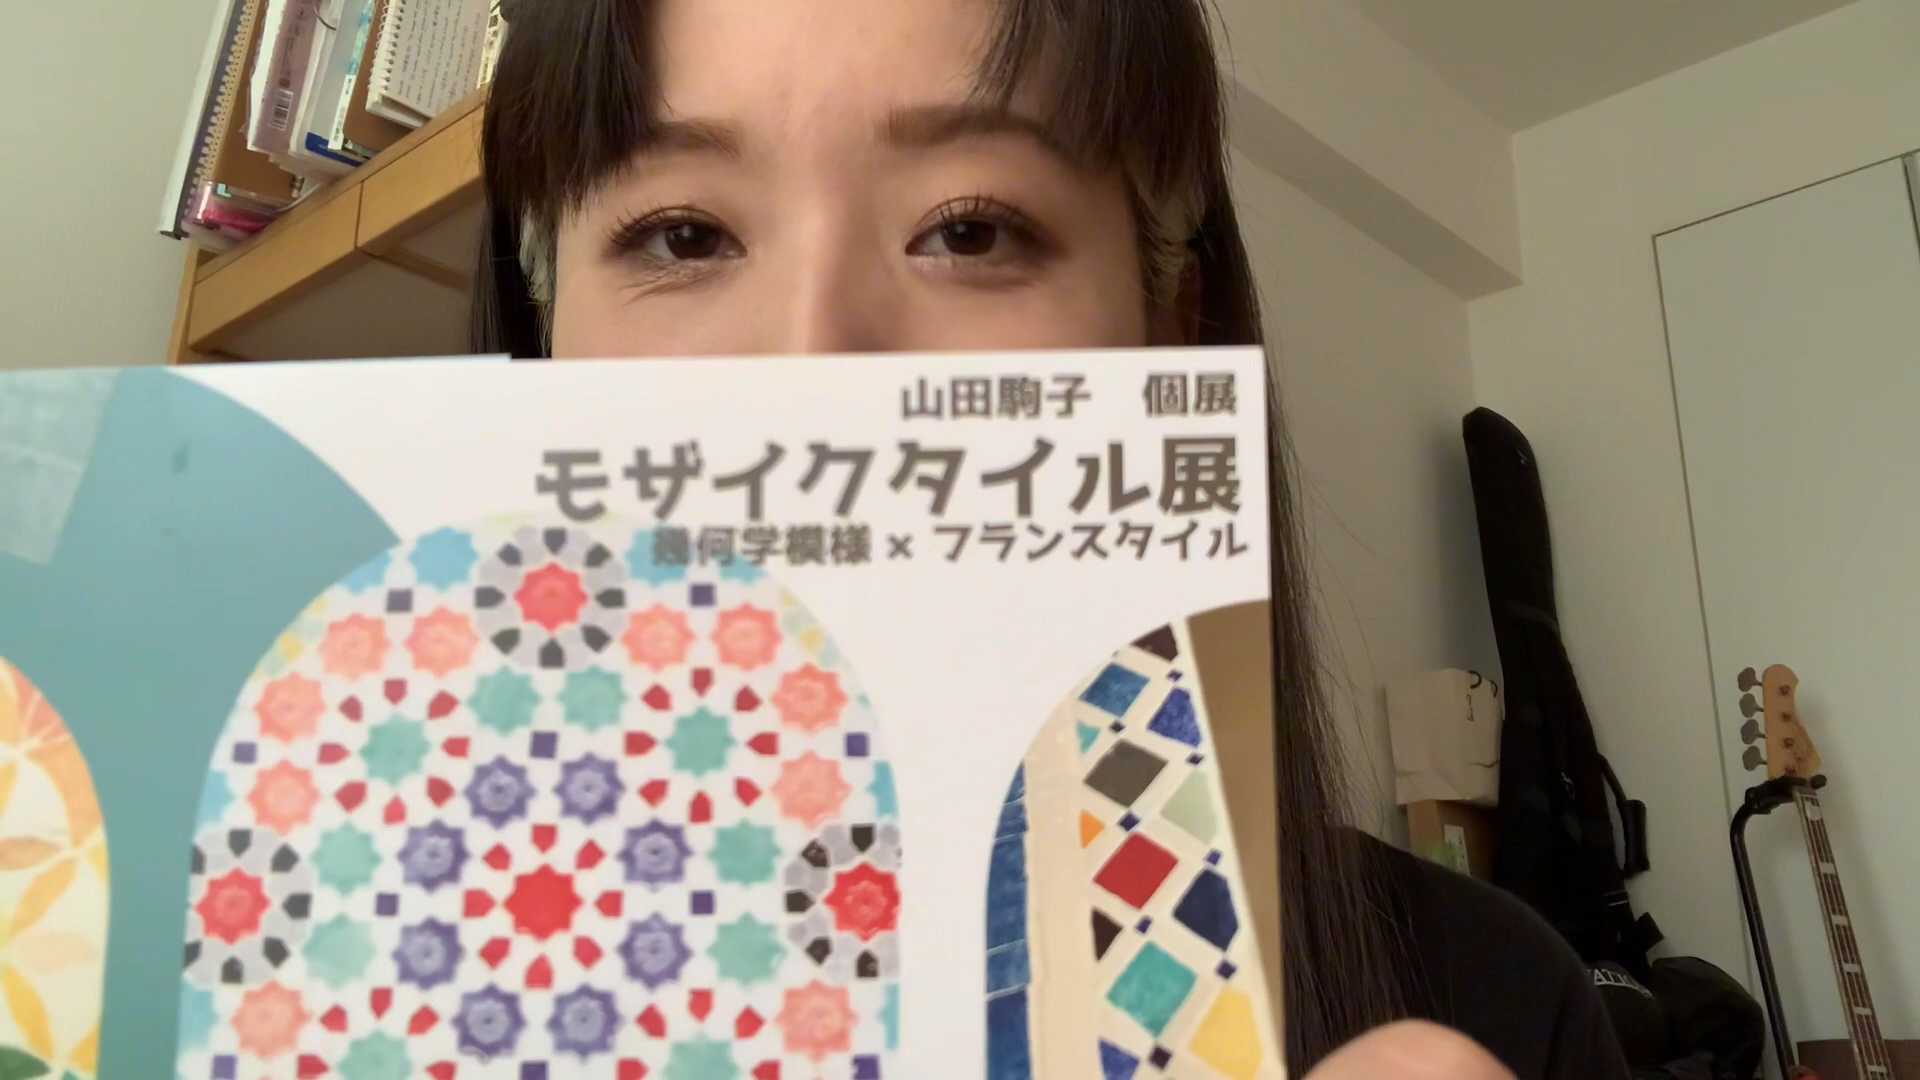 山田駒子 個展
モザイクタイル展
幾何学模様 × フランスタイル